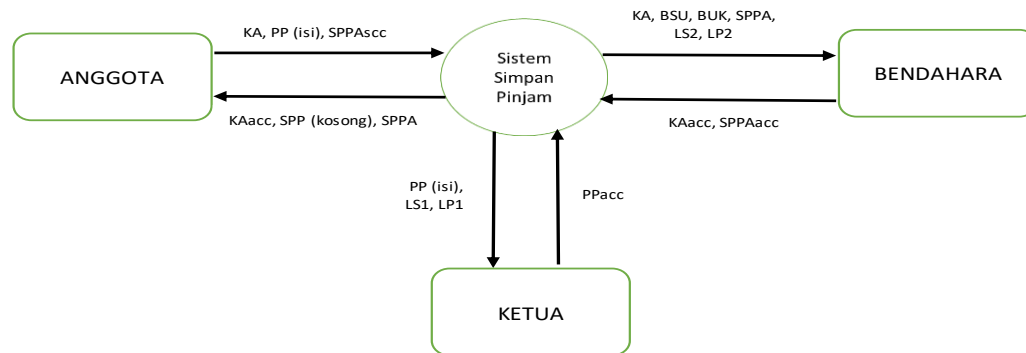 KA, PP (isi), SPPAscc
KA, BSU, BUK, SPPA,
LS2, LP2
ANGGOTA
Sistem
Simpan
Pinjam
BENDAHARA
KAacc, SPP (kosong), SPPA
KAacc, SPPAacc
PP (isi),
LS1, LP1
PPacc
KETUA